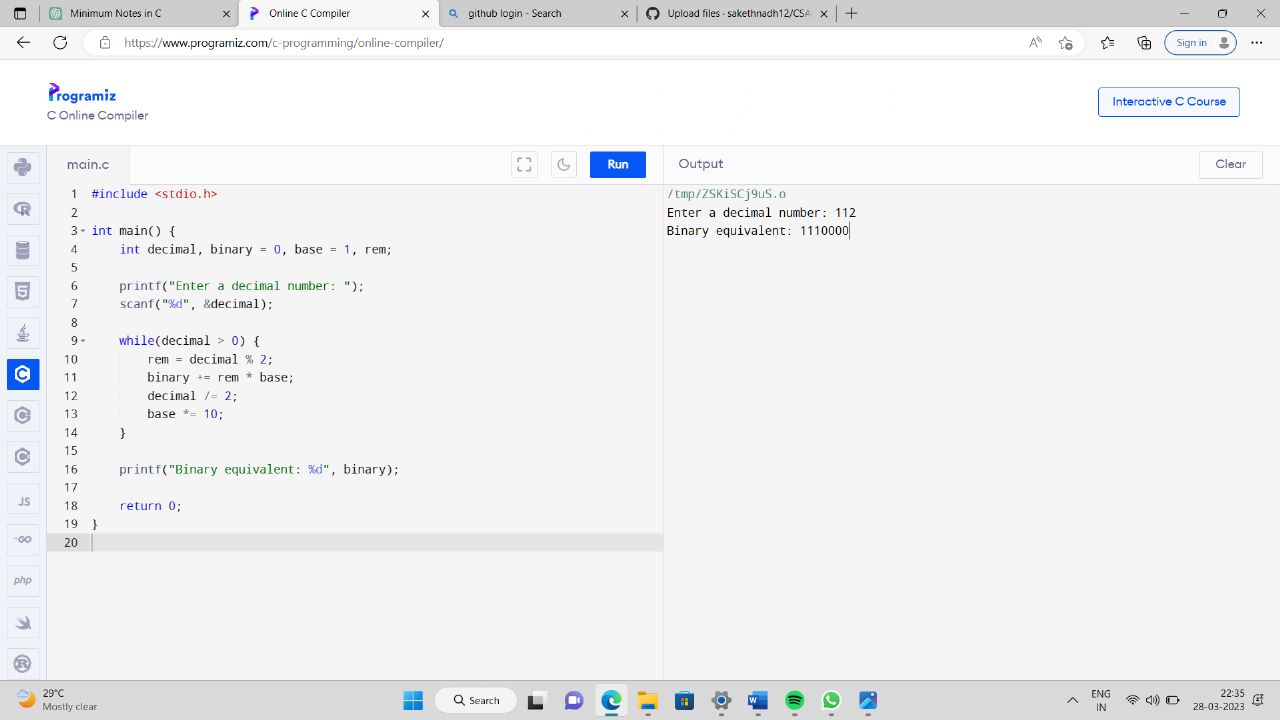 Minimum Notes in C
Online C Compiler
github login - Search
Upload files · sakethnadh12/CSA
https://www.programiz.com/c-programming/online-compiler/
Sign in
Programiz
C Online Compiler
Interactive C Course
main.c
Run
Output
Clear
1 #include <stdio.h>
2
3 int main() {
4 int decimal, binary = 0, base = 1, rem;
5
6 printf("Enter a decimal number: ");
7 scanf("%d", &decimal);
8
9 while(decimal > 0) {
10 rem = decimal % 2;
11 binary += rem * base;
12 decimal /= 2;
13 base *= 10;
14 }
15
16 printf("Binary equivalent: %d", binary);
17
18 return 0;
19 }
20
/tmp/ZSKiSCj9uS.o
Enter a decimal number: 112
Binary equivalent: 1110000
JS
GO
php
29°C
Mostly clear
Search
ENG
IN
22:35
28-03-2023